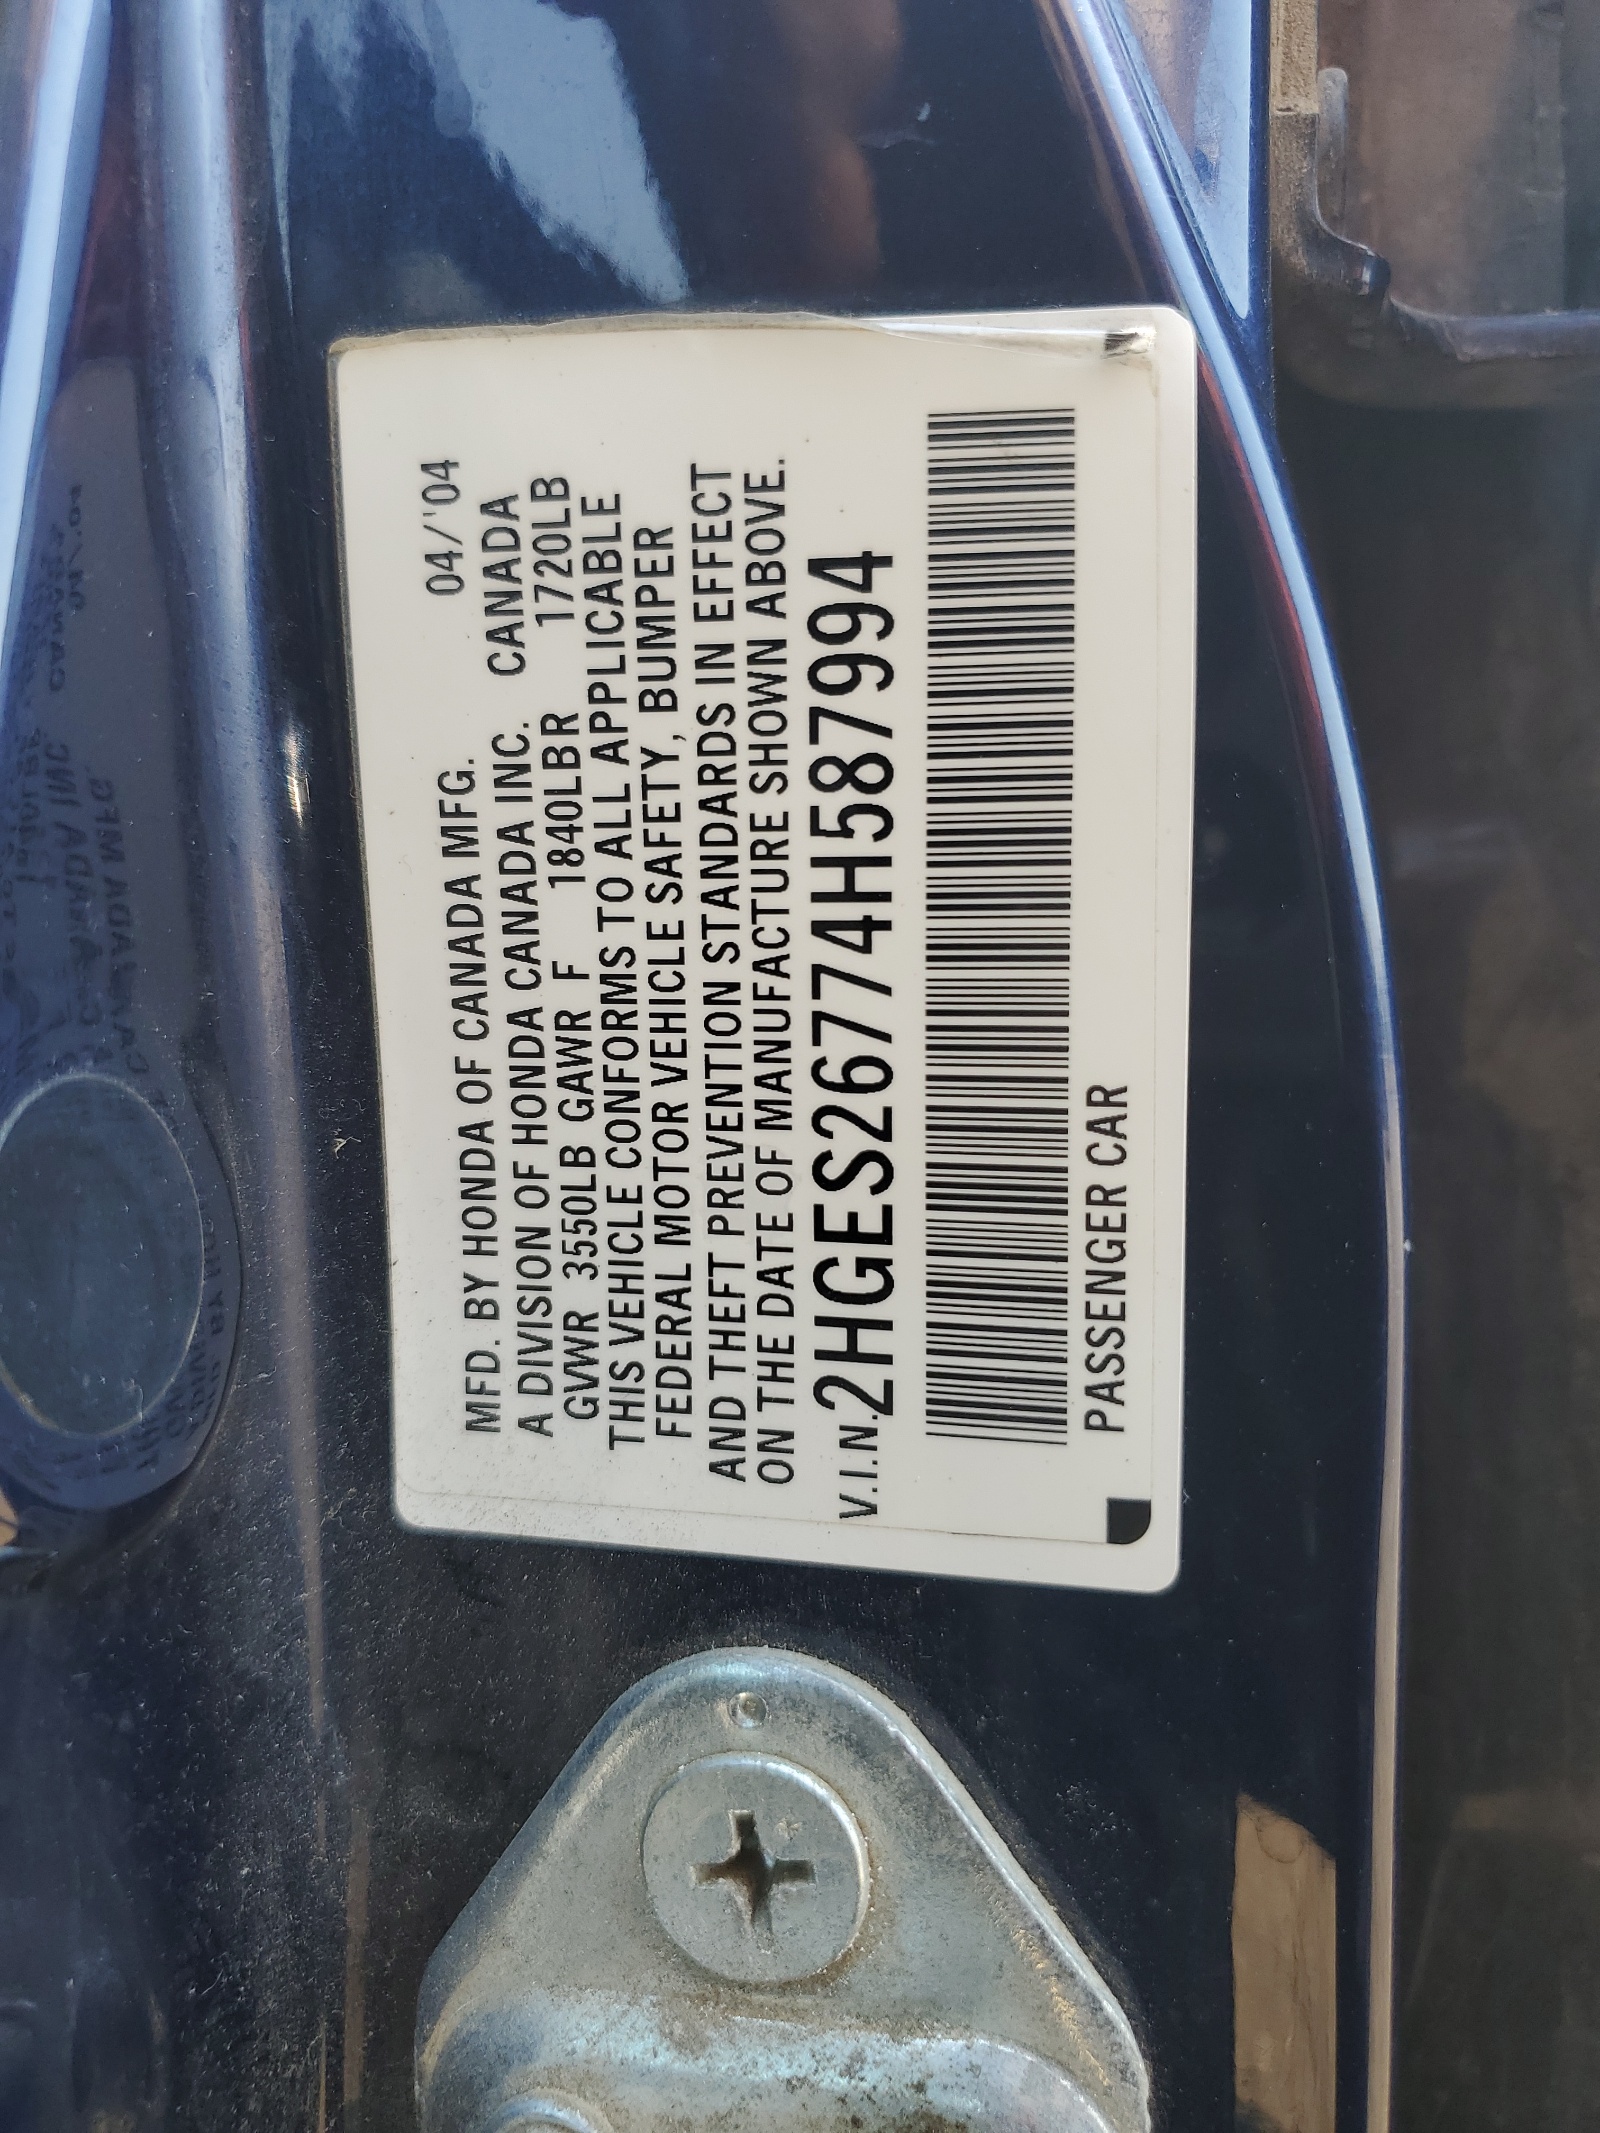 MFD. BY HONDA OF CANADA MFG. 04/'04
A DIVISION OF HONDA CANADA INC. CANADA
GVWR 3550LB GAWR F 1840LBR 1720LB
THIS VEHICLE CONFORMS TO ALL APPLICABLE
FEDERAL MOTOR VEHICLE SAFETY, BUMPER
AND THEFT PREVENTION STANDARDS IN EFFECT
ON THE DATE OF MANUFACTURE SHOWN ABOVE.
V.I.N. 2HGES26774H587994
PASSENGER CAR